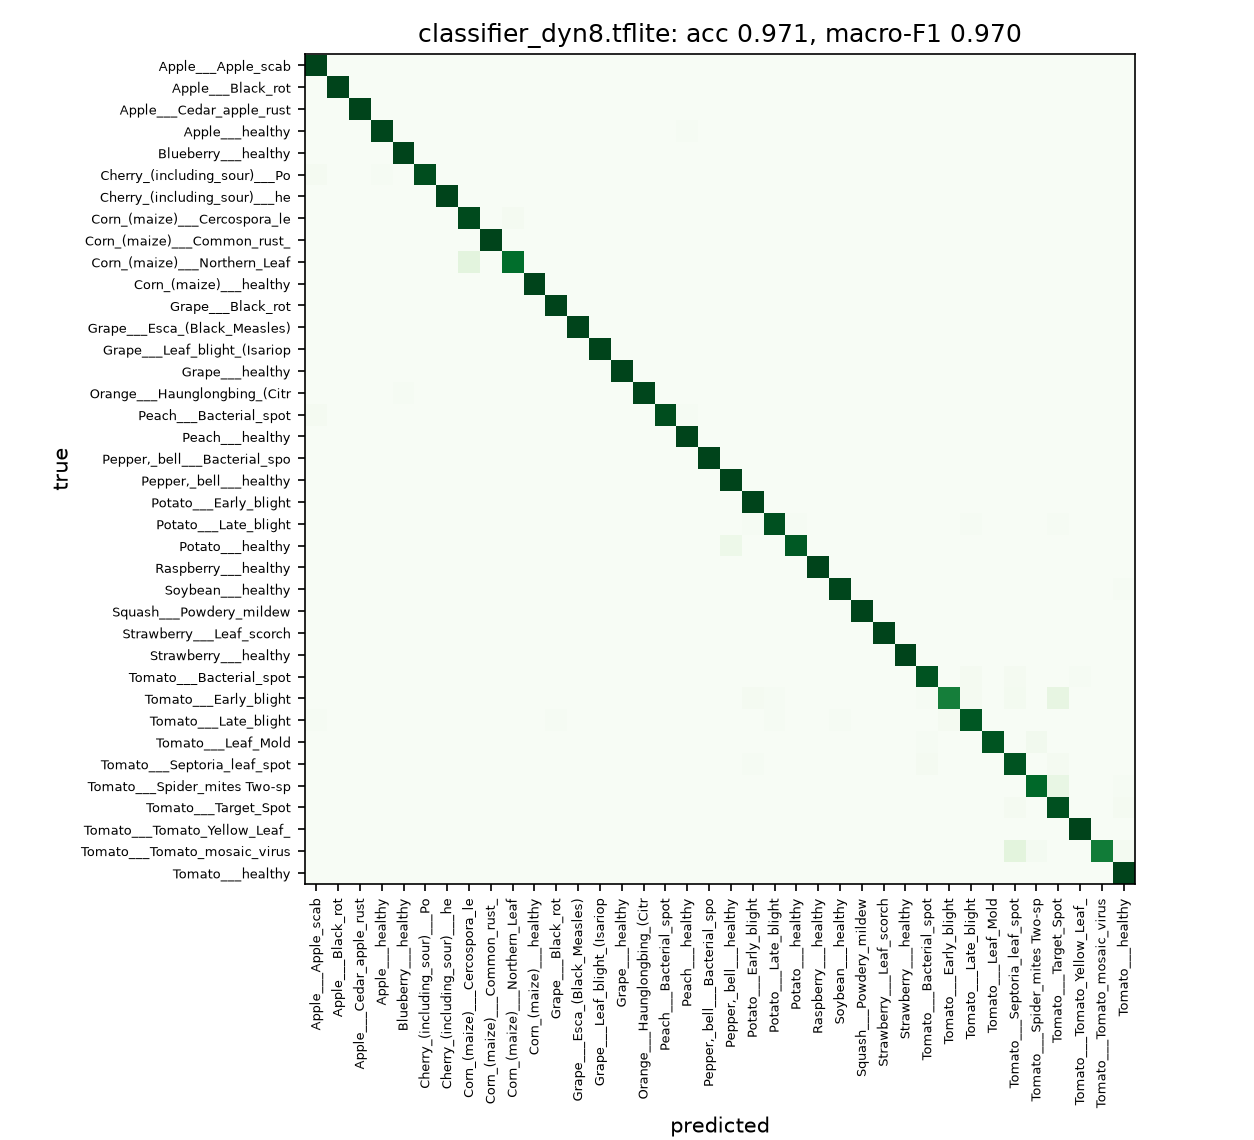 classifier_dyn8.tflite: acc 0.971, macro-F1 0.970
Apple___Apple_scab
Apple___Black_rot
Apple___Cedar_apple_rust
Apple___healthy
Blueberry___healthy
Cherry_(including_sour)___Po
Cherry_(including_sour)___he
Corn_(maize)___Cercospora_le
Corn_(maize)___Common_rust_
Corn_(maize)___Northern_Leaf
Corn_(maize)___healthy
Grape___Black_rot
Grape___Esca_(Black_Measles)
Grape___Leaf_blight_(Isariop
Grape___healthy
Orange___Haunglongbing_(Citr
Peach___Bacterial_spot
Peach___healthy
Pepper,_bell___Bacterial_spo
Pepper,_bell___healthy
Potato___Early_blight
Potato___Late_blight
Potato___healthy
Raspberry___healthy
Soybean___healthy
Squash___Powdery_mildew
Strawberry___Leaf_scorch
Strawberry___healthy
Tomato___Bacterial_spot
Tomato___Early_blight
Tomato___Late_blight
Tomato___Leaf_Mold
Tomato___Septoria_leaf_spot
Tomato___Spider_mites Two-sp
Tomato___Target_Spot
Tomato___Tomato_Yellow_Leaf_
Tomato___Tomato_mosaic_virus
Tomato___healthy
true
Apple___Apple_scab
Apple___Black_rot
Apple___Cedar_apple_rust
Apple___healthy
Blueberry___healthy
Cherry_(including_sour)___Po
Cherry_(including_sour)___he
Corn_(maize)___Cercospora_le
Corn_(maize)___Common_rust_
Corn_(maize)___Northern_Leaf
Corn_(maize)___healthy
Grape___Black_rot
Grape___Esca_(Black_Measles)
Grape___Leaf_blight_(Isariop
Grape___healthy
Orange___Haunglongbing_(Citr
Peach___Bacterial_spot
Peach___healthy
Pepper,_bell___Bacterial_spo
Pepper,_bell___healthy
Potato___Early_blight
Potato___Late_blight
Potato___healthy
Raspberry___healthy
Soybean___healthy
Squash___Powdery_mildew
Strawberry___Leaf_scorch
Strawberry___healthy
Tomato___Bacterial_spot
Tomato___Early_blight
Tomato___Late_blight
Tomato___Leaf_Mold
Tomato___Septoria_leaf_spot
Tomato___Spider_mites Two-sp
Tomato___Target_Spot
Tomato___Tomato_Yellow_Leaf_
Tomato___Tomato_mosaic_virus
Tomato___healthy
predicted